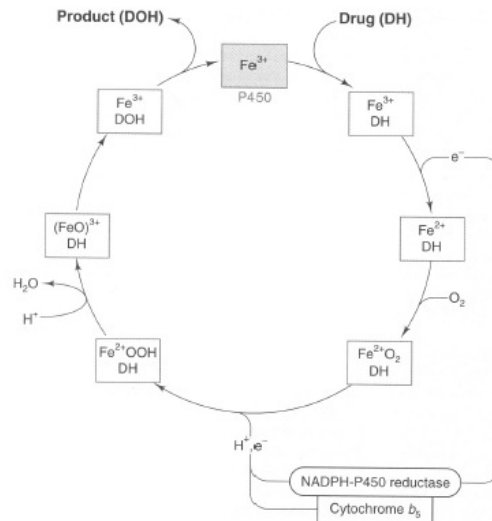 Product (DOH)
Drug (DH)
Fe³⁺
P450
Fe³⁺
DH
e⁻
Fe²⁺
DH
O₂
Fe²⁺O₂
DH
H⁺,e⁻
NADPH-P450 reductase
Cytochrome b₅
Fe²⁺OOH
DH
H⁺
H₂O
(FeO)³⁺
DH
Fe³⁺
DOH